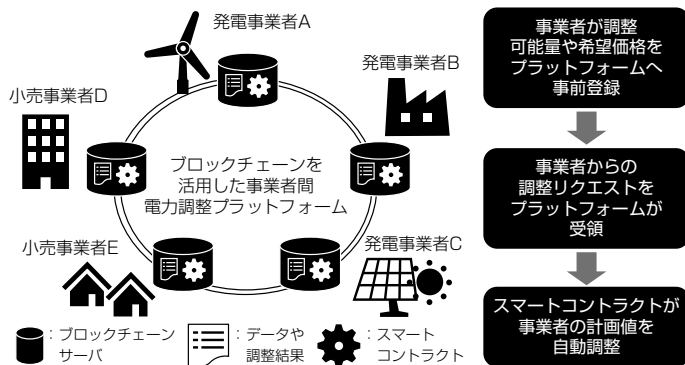 発電事業者A
発電事業者B
小売事業者D
ブロックチェーンを
活用した事業者間
電力調整プラットフォーム
小売事業者E
発電事業者C
:ブロックチェーン
サーバ
:データや
調整結果
:スマート
コントラクト
事業者が調整
可能量や希望価格を
プラットフォームへ
事前登録
事業者からの
調整リクエストを
プラットフォームが
受領
スマートコントラクトが
事業者の計画値を
自動調整